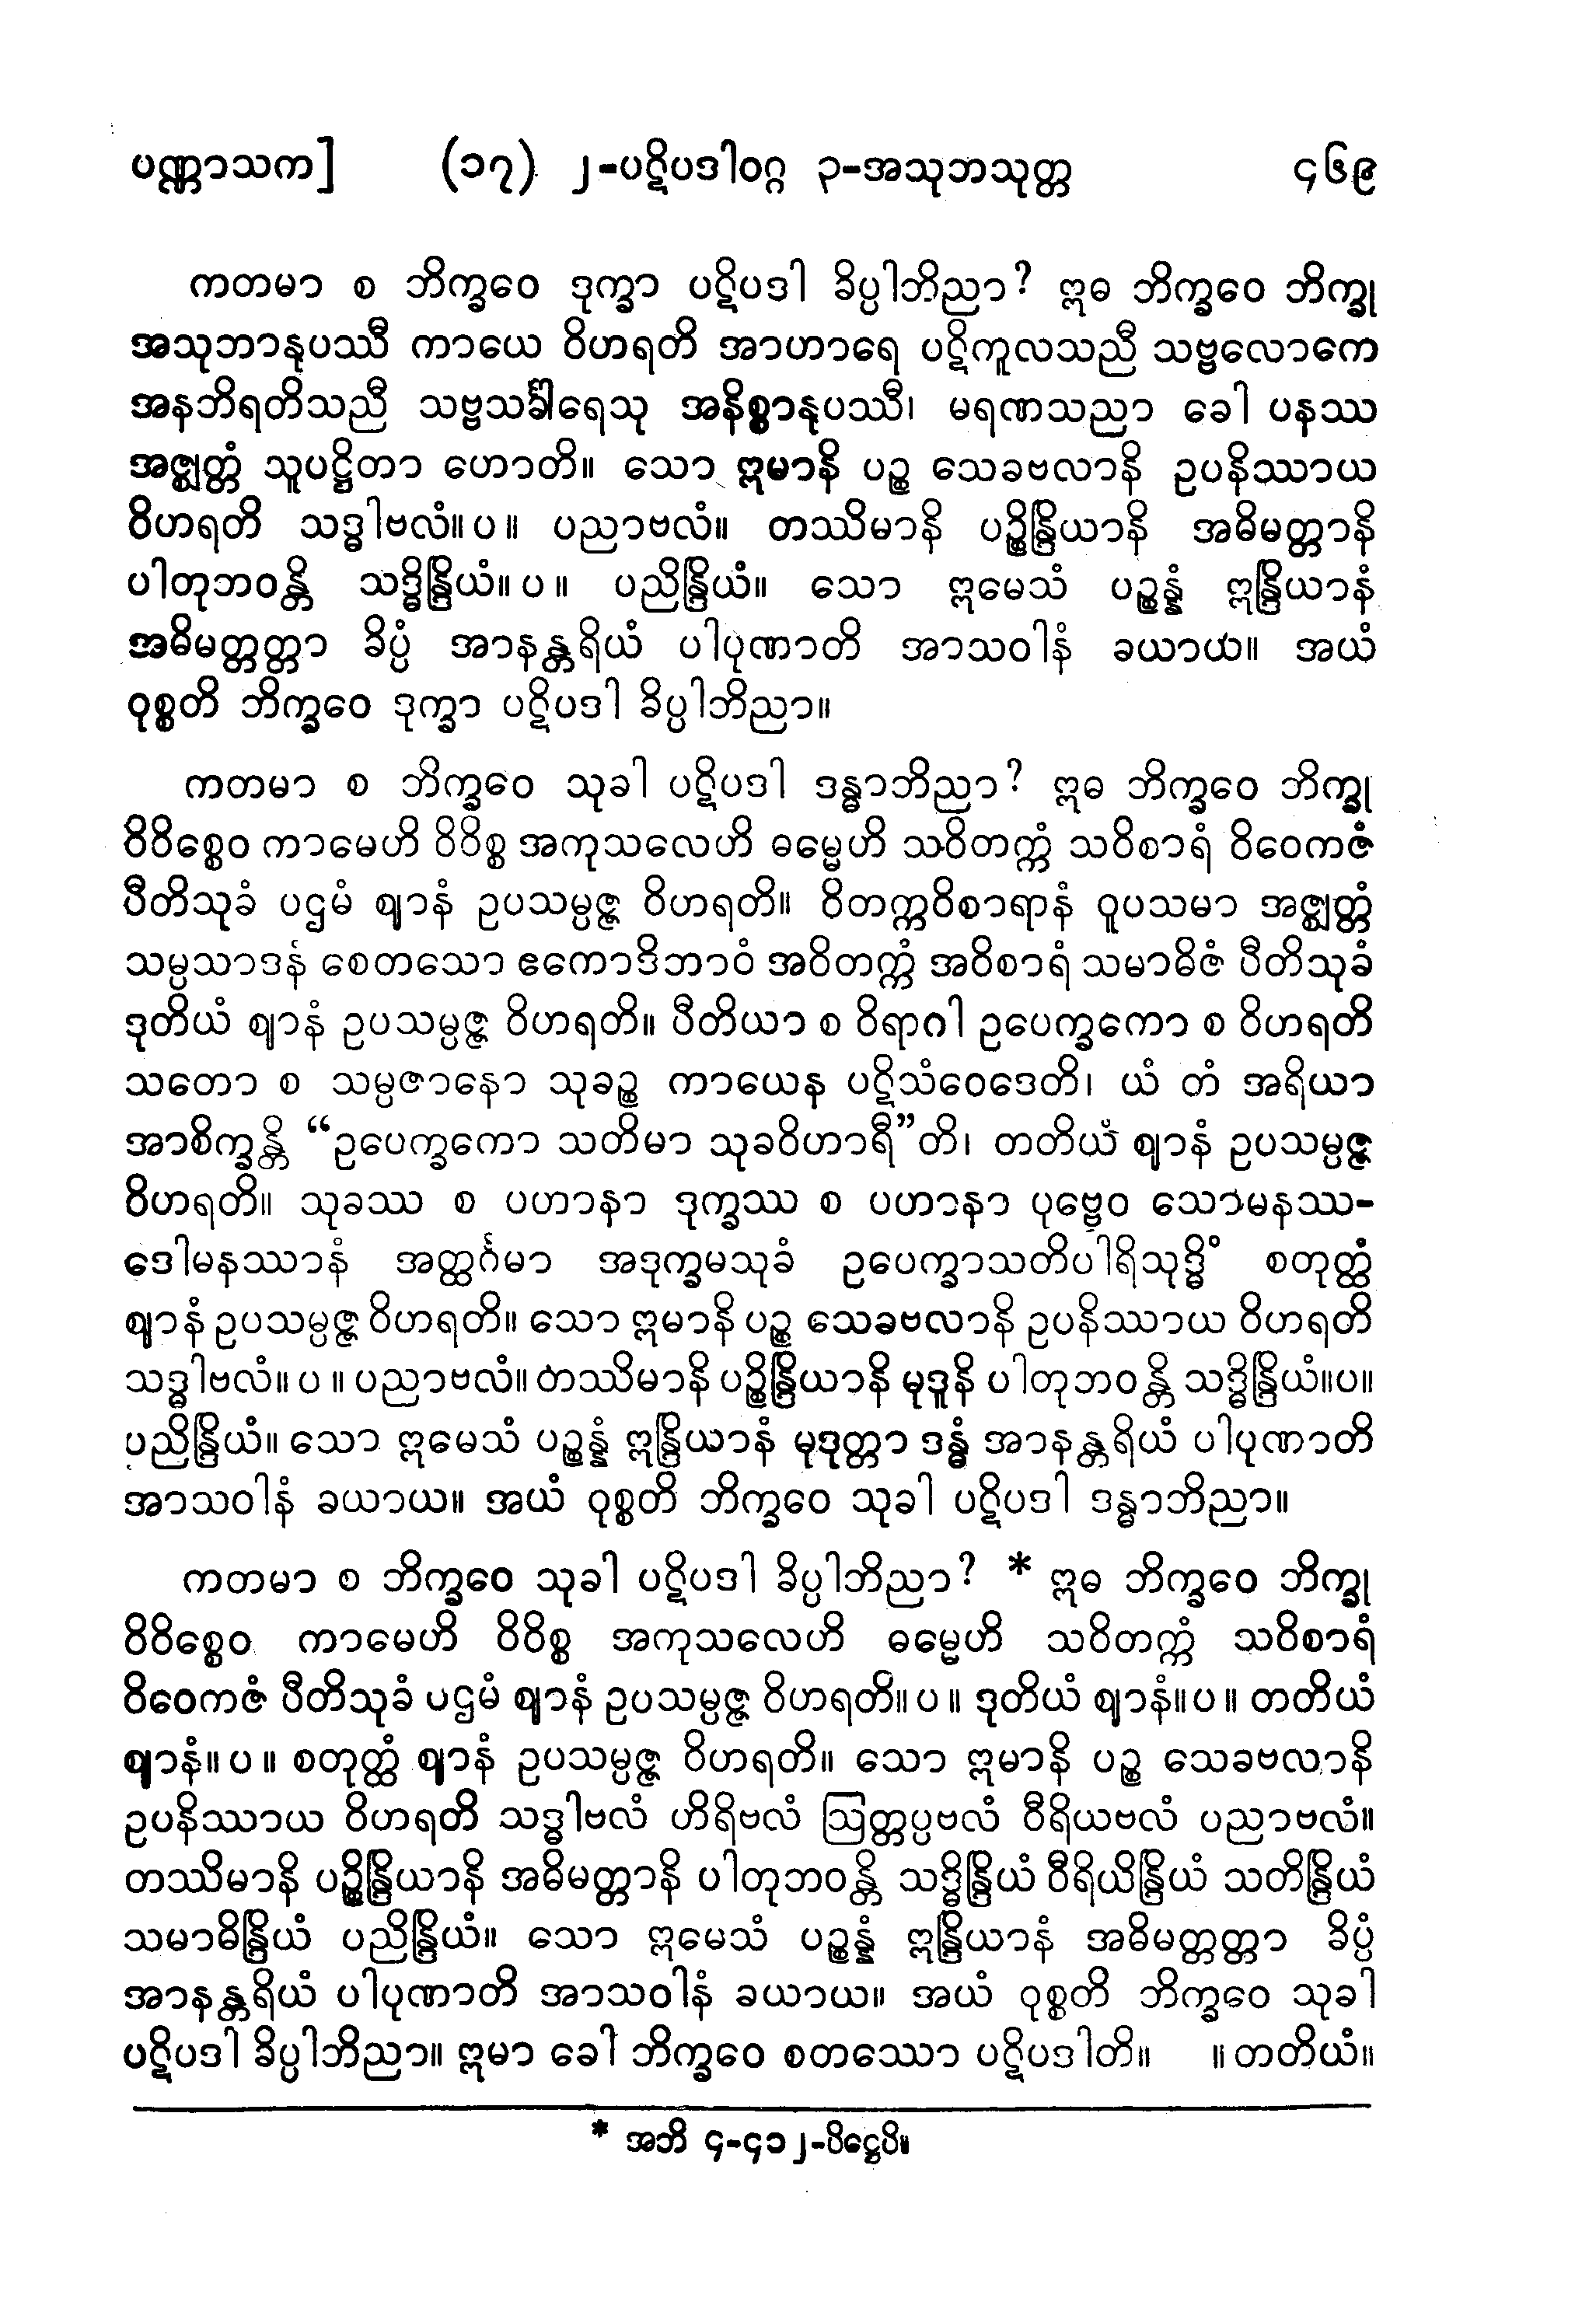 ပဏ္ဏာသက] (၁၇) ၂-ပဋိပဒါဝဂ္ဂ ၃-အသုဘသုတ္တ ၄၆၉
ကတမာ စ ဘိက္ခဝေ ဒုက္ခာ ပဋိပဒါ ခိပ္ပါဘိညာ? ဣဓ ဘိက္ခဝေ ဘိက္ခု
အသုဘာနုပဿီ ကာယေ ဝိဟရတိ အာဟာရေ ပဋိကူလသညီ သဗ္ဗလောကေ
အနဘိရတိသညီ သဗ္ဗသင်္ခါရေသု အနိစ္စာနုပဿီ၊ မရဏသညာ ခေါ ပနဿ
အဇ္ဈတ္တံ သူပဋ္ဌိတာ ဟောတိ။ သော ဣမာနိ ပဉ္စ သေခဗလာနိ ဥပနိဿာယ
ဝိဟရတိ သဒ္ဓါဗလံ။ပ။ ပညာဗလံ။ တဿိမာနိ ပဉ္စိန္ဒြိယာနိ အဓိမတ္တာနိ
ပါတုဘဝန္တိ သဒ္ဓိန္ဒြိယံ။ပ။ ပညိန္ဒြိယံ။ သော ဣမေသံ ပဉ္စန္နံ ဣန္ဒြိယာနံ
အဓိမတ္တတ္တာ ခိပ္ပံ အာနန္တရိယံ ပါပုဏာတိ အာသဝါနံ ခယာယ။ အယံ
ဝုစ္စတိ ဘိက္ခဝေ ဒုက္ခာ ပဋိပဒါ ခိပ္ပါဘိညာ။
ကတမာ စ ဘိက္ခဝေ သုခါ ပဋိပဒါ ဒန္ဓာဘိညာ? ဣဓ ဘိက္ခဝေ ဘိက္ခု
ဝိဝိစ္စေဝ ကာမေဟိ ဝိဝိစ္စ အကုသလေဟိ ဓမ္မေဟိ သဝိတက္ကံ သဝိစာရံ ဝိဝေကဇံ
ပီတိသုခံ ပဌမံ ဈာနံ ဥပသမ္ပဇ္ဇ ဝိဟရတိ။ ဝိတက္ကဝိစာရာနံ ဝူပသမာ အဇ္ဈတ္တံ
သမ္ပသာဒနံ စေတသော ဧကောဒိဘာဝံ အဝိတက္ကံ အဝိစာရံ သမာဓိဇံ ပီတိသုခံ
ဒုတိယံ ဈာနံ ဥပသမ္ပဇ္ဇ ဝိဟရတိ။ ပီတိယာ စ ဝိရာဂါ ဥပေက္ခကော စ ဝိဟရတိ
သတော စ သမ္ပဇာနော သုခဉ္စ ကာယေန ပဋိသံဝေဒေတိ၊ ယံ တံ အရိယာ
အာစိက္ခန္တိ “ဥပေက္ခကော သတိမာ သုခဝိဟာရီ”တိ၊ တတိယံ ဈာနံ ဥပသမ္ပဇ္ဇ
ဝိဟရတိ။ သုခဿ စ ပဟာနာ ဒုက္ခဿ စ ပဟာနာ ပုဗ္ဗေဝ သောမနဿ-
ဒေါမနဿာနံ အတ္ထင်္ဂမာ အဒုက္ခမသုခံ ဥပေက္ခာသတိပါရိသုဒ္ဓိံ စတုတ္ထံ
ဈာနံ ဥပသမ္ပဇ္ဇ ဝိဟရတိ။ သော ဣမာနိ ပဉ္စ သေခဗလာနိ ဥပနိဿာယ ဝိဟရတိ
သဒ္ဓါဗလံ။ပ။ ပညာဗလံ။ တဿိမာနိ ပဉ္စိန္ဒြိယာနိ မုဒူနိ ပါတုဘဝန္တိ သဒ္ဓိန္ဒြိယံ။ပ။
ပညိန္ဒြိယံ။ သော ဣမေသံ ပဉ္စန္နံ ဣန္ဒြိယာနံ မုဒုတ္တာ ဒန္ဓံ အာနန္တရိယံ ပါပုဏာတိ
အာသဝါနံ ခယာယ။ အယံ ဝုစ္စတိ ဘိက္ခဝေ သုခါ ပဋိပဒါ ဒန္ဓာဘိညာ။
ကတမာ စ ဘိက္ခဝေ သုခါ ပဋိပဒါ ခိပ္ပါဘိညာ? * ဣဓ ဘိက္ခဝေ ဘိက္ခု
ဝိဝိစ္စေဝ ကာမေဟိ ဝိဝိစ္စ အကုသလေဟိ ဓမ္မေဟိ သဝိတက္ကံ သဝိစာရံ
ဝိဝေကဇံ ပီတိသုခံ ပဌမံ ဈာနံ ဥပသမ္ပဇ္ဇ ဝိဟရတိ။ပ။ ဒုတိယံ ဈာနံ။ပ။ တတိယံ
ဈာနံ။ပ။ စတုတ္ထံ ဈာနံ ဥပသမ္ပဇ္ဇ ဝိဟရတိ။ သော ဣမာနိ ပဉ္စ သေခဗလာနိ
ဥပနိဿာယ ဝိဟရတိ သဒ္ဓါဗလံ ဟိရိဗလံ ဩတ္တပ္ပဗလံ ဝီရိယဗလံ ပညာဗလံ။
တဿိမာနိ ပဉ္စိန္ဒြိယာနိ အဓိမတ္တာနိ ပါတုဘဝန္တိ သဒ္ဓိန္ဒြိယံ ဝီရိယိန္ဒြိယံ သတိန္ဒြိယံ
သမာဓိန္ဒြိယံ ပညိန္ဒြိယံ။ သော ဣမေသံ ပဉ္စန္နံ ဣန္ဒြိယာနံ အဓိမတ္တတ္တာ ခိပ္ပံ
အာနန္တရိယံ ပါပုဏာတိ အာသဝါနံ ခယာယ။ အယံ ဝုစ္စတိ ဘိက္ခဝေ သုခါ
ပဋိပဒါ ခိပ္ပါဘိညာ။ ဣမာ ခေါ ဘိက္ခဝေ စတဿော ပဋိပဒါတိ။ ။တတိယံ။
* အဘိ ၄-၄၁၂-ပိဋ္ဌေပိ။